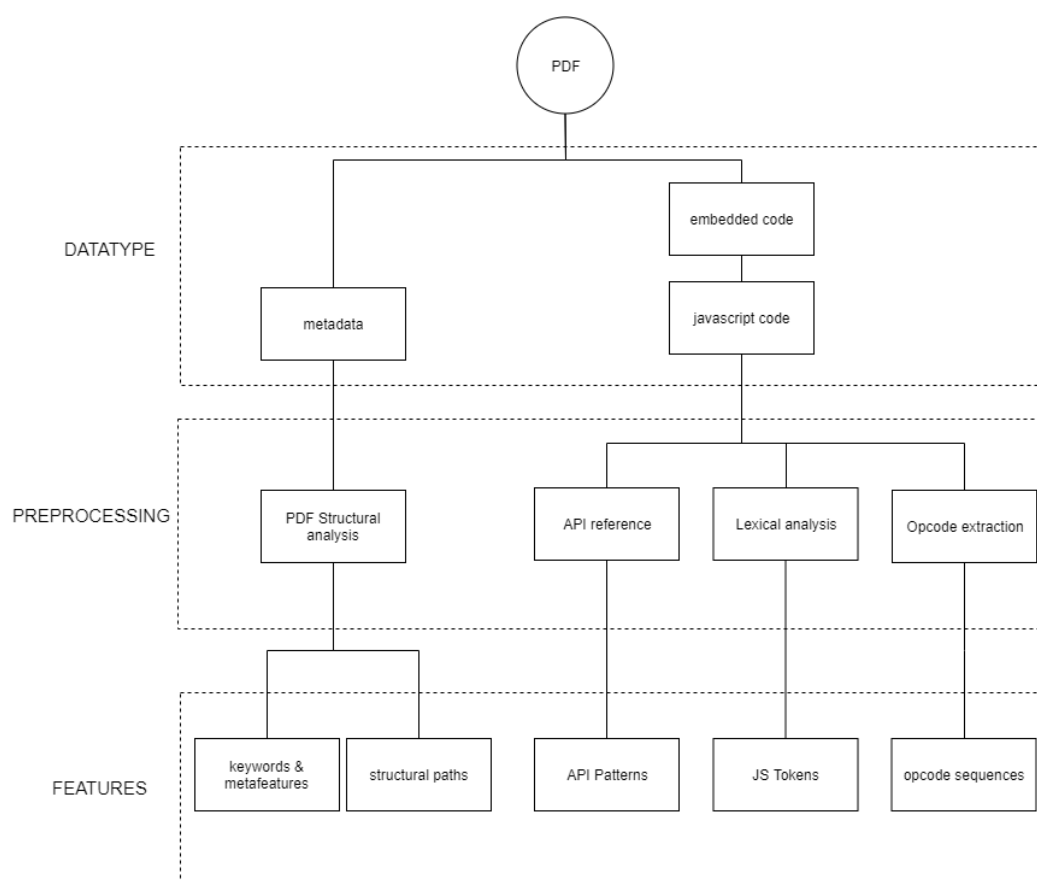 PDF
DATATYPE
embedded code
metadata
javascript code
PREPROCESSING
PDF Structural
analysis
API reference
Lexical analysis
Opcode extraction
FEATURES
keywords &
metafeatures
structural paths
API Patterns
JS Tokens
opcode sequences